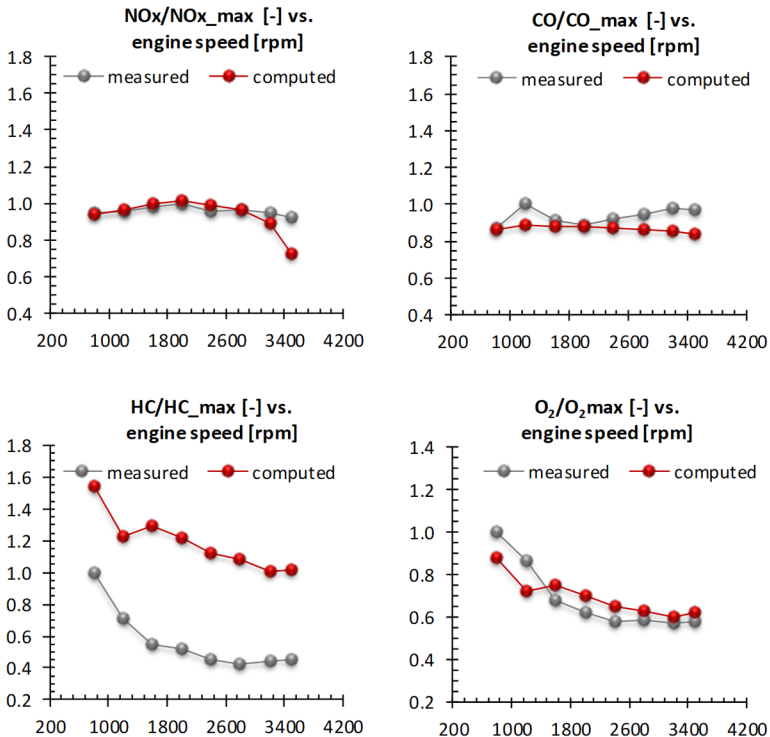 NOx/NOx_max [-] vs.
engine speed [rpm]
measured
computed
1.8
1.6
1.4
1.2
1.0
0.8
0.6
0.4
200 1000 1800 2600 3400 4200
CO/CO_max [-] vs.
engine speed [rpm]
measured
computed
1.8
1.6
1.4
1.2
1.0
0.8
0.6
0.4
200 1000 1800 2600 3400 4200
HC/HC_max [-] vs.
engine speed [rpm]
measured
computed
1.8
1.6
1.4
1.2
1.0
0.8
0.6
0.4
0.2
200 1000 1800 2600 3400 4200
O₂/O₂max [-] vs.
engine speed [rpm]
measured
computed
1.4
1.2
1.0
0.8
0.6
0.4
0.2
200 1000 1800 2600 3400 4200